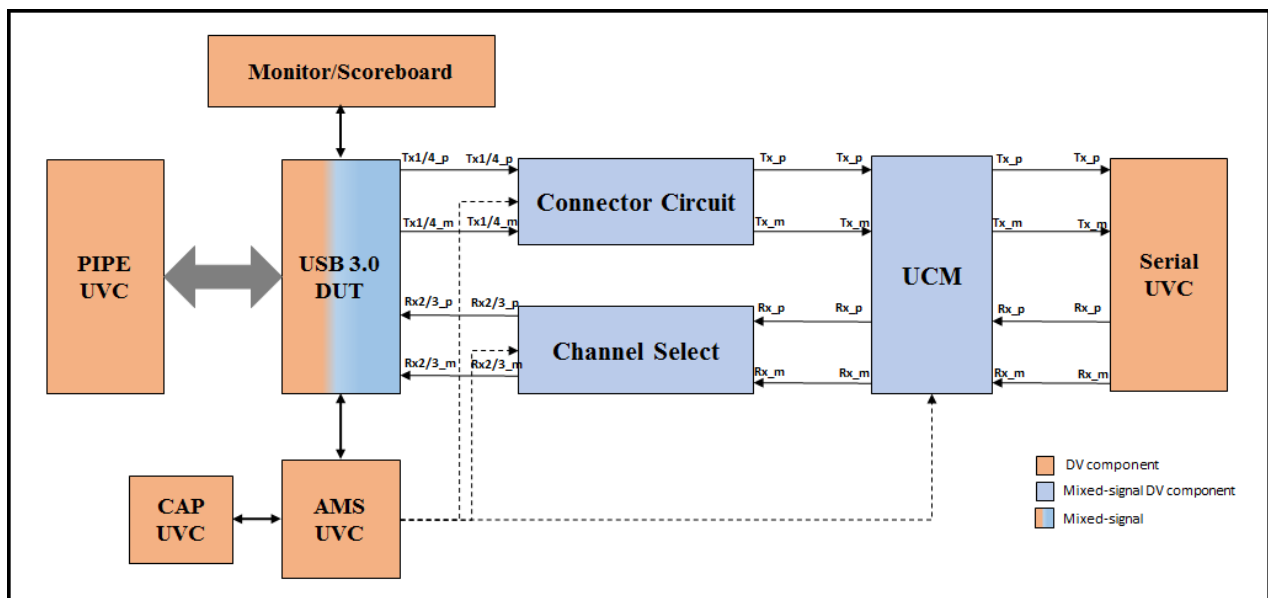 Monitor/Scoreboard
Tx1/4_p Tx1/4_p Tx_p Tx_p Tx_p Tx_p
Connector Circuit
Tx1/4_m Tx1/4_m Tx_m Tx_m Tx_m Tx_m
PIPE
UVC
USB 3.0
DUT
UCM
Serial
UVC
Rx2/3_p Rx2/3_p Rx_p Rx_p Rx_p Rx_p
Channel Select
Rx2/3_m Rx2/3_m Rx_m Rx_m Rx_m Rx_m
CAP
UVC
AMS
UVC
DV component
Mixed-signal DV component
Mixed-signal